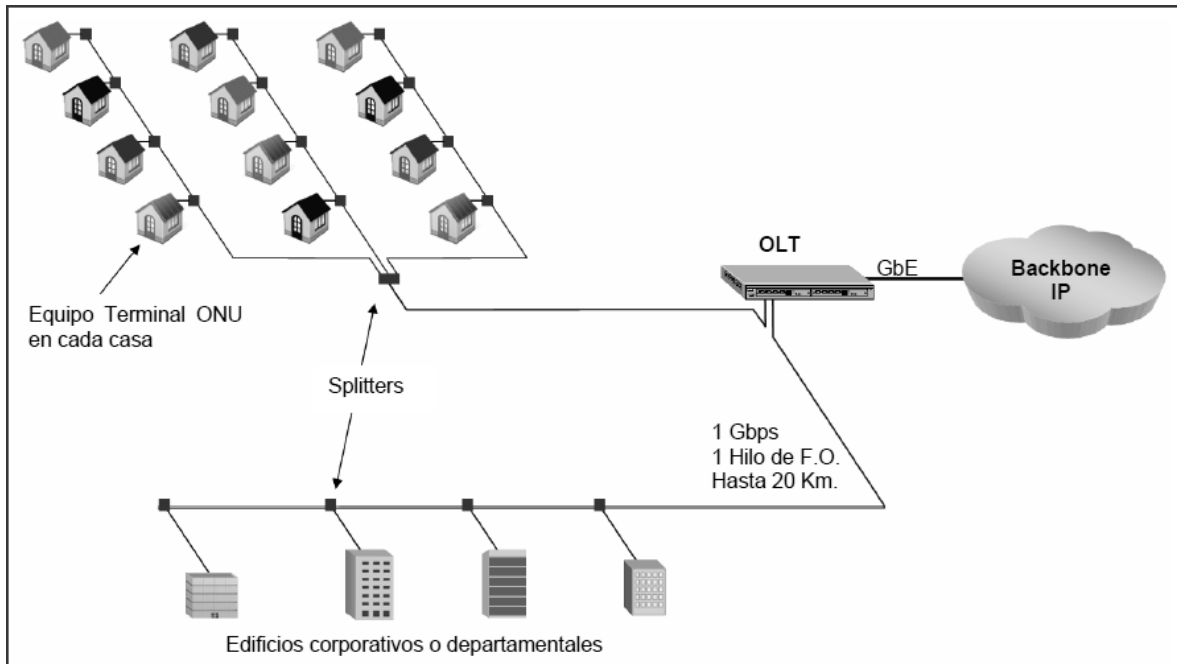 OLT
GbE
Backbone
IP
Equipo Terminal ONU
en cada casa
Splitters
1 Gbps
1 Hilo de F.O.
Hasta 20 Km.
Edificios corporativos o departamentales